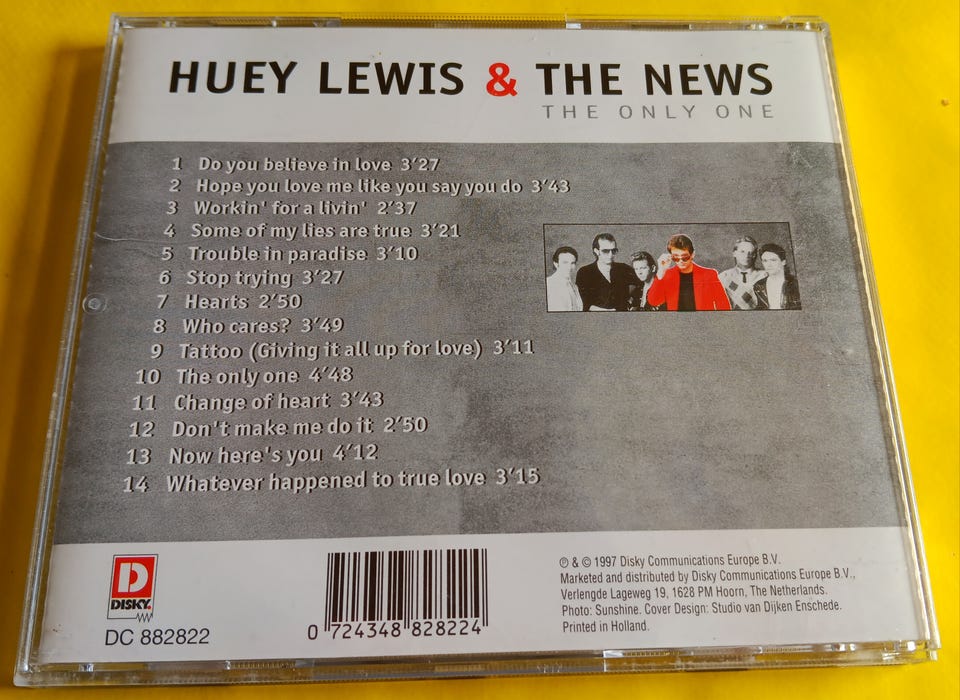 HUEY LEWIS & THE NEWS
THE ONLY ONE
1 Do you believe in love 3'27
2 Hope you love me like you say you do 3'43
3 Workin' for a livin' 2'37
4 Some of my lies are true 3'21
5 Trouble in paradise 3'10
6 Stop trying 3'27
7 Hearts 2'50
8 Who cares? 3'49
9 Tattoo (Giving it all up for love) 3'11
10 The only one 4'48
11 Change of heart 3'43
12 Don't make me do it 2'50
13 Now here's you 4'12
14 Whatever happened to true love 3'15
D
DISKY.
DC 882822
0 724348 828224
℗ & © 1997 Disky Communications Europe B.V.
Marketed and distributed by Disky Communications Europe B.V.,
Verlengde Lageweg 19, 1628 PM Hoorn, The Netherlands.
Photo: Sunshine. Cover Design: Studio van Dijken Enschede.
Printed in Holland.